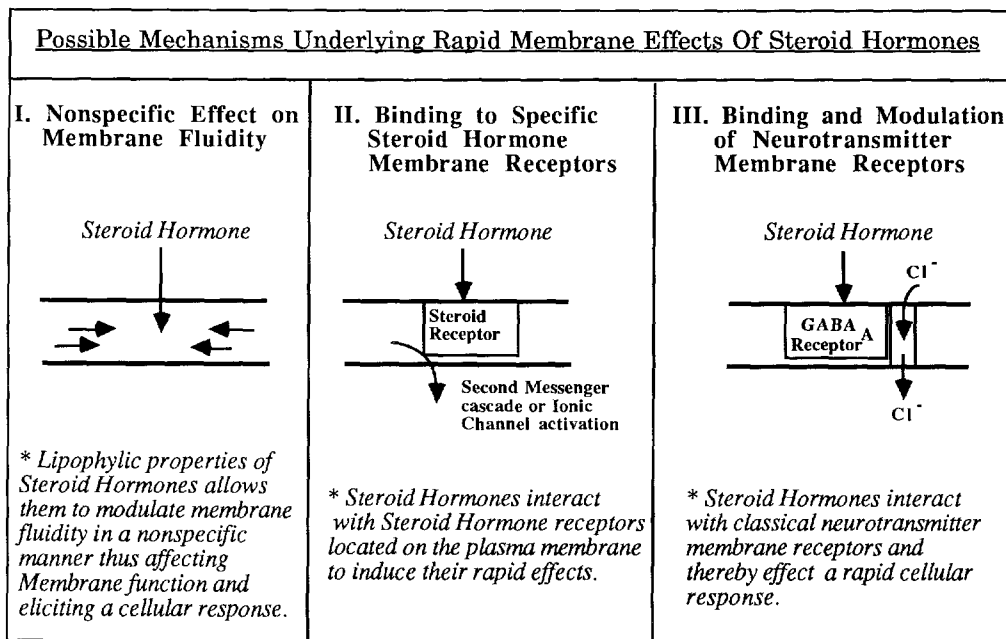 Possible Mechanisms Underlying Rapid Membrane Effects Of Steroid Hormones
I. Nonspecific Effect on
Membrane Fluidity
Steroid Hormone
* Lipophylic properties of
Steroid Hormones allows
them to modulate membrane
fluidity in a nonspecific
manner thus affecting
Membrane function and
eliciting a cellular response.
II. Binding to Specific
Steroid Hormone
Membrane Receptors
Steroid Hormone
Steroid
Receptor
Second Messenger
cascade or Ionic
Channel activation
* Steroid Hormones interact
with Steroid Hormone receptors
located on the plasma membrane
to induce their rapid effects.
III. Binding and Modulation
of Neurotransmitter
Membrane Receptors
Steroid Hormone
Cl⁻
GABA A
Receptor
Cl⁻
* Steroid Hormones interact
with classical neurotransmitter
membrane receptors and
thereby effect a rapid cellular
response.